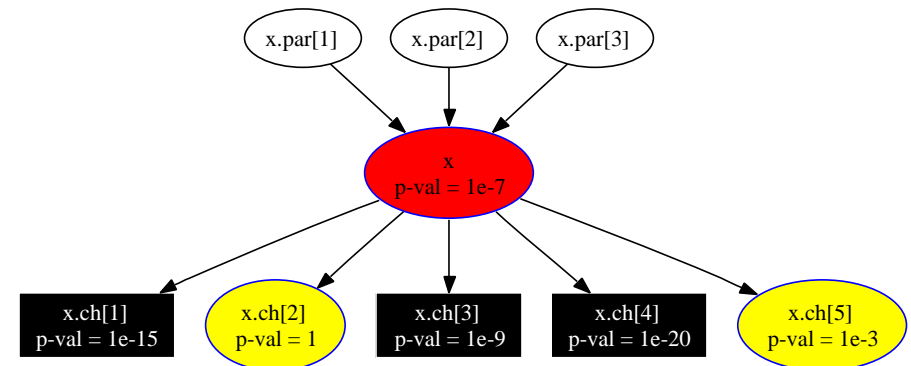 x.par[1]
x.par[2]
x.par[3]
x
p-val = 1e-7
x.ch[1]
p-val = 1e-15
x.ch[2]
p-val = 1
x.ch[3]
p-val = 1e-9
x.ch[4]
p-val = 1e-20
x.ch[5]
p-val = 1e-3